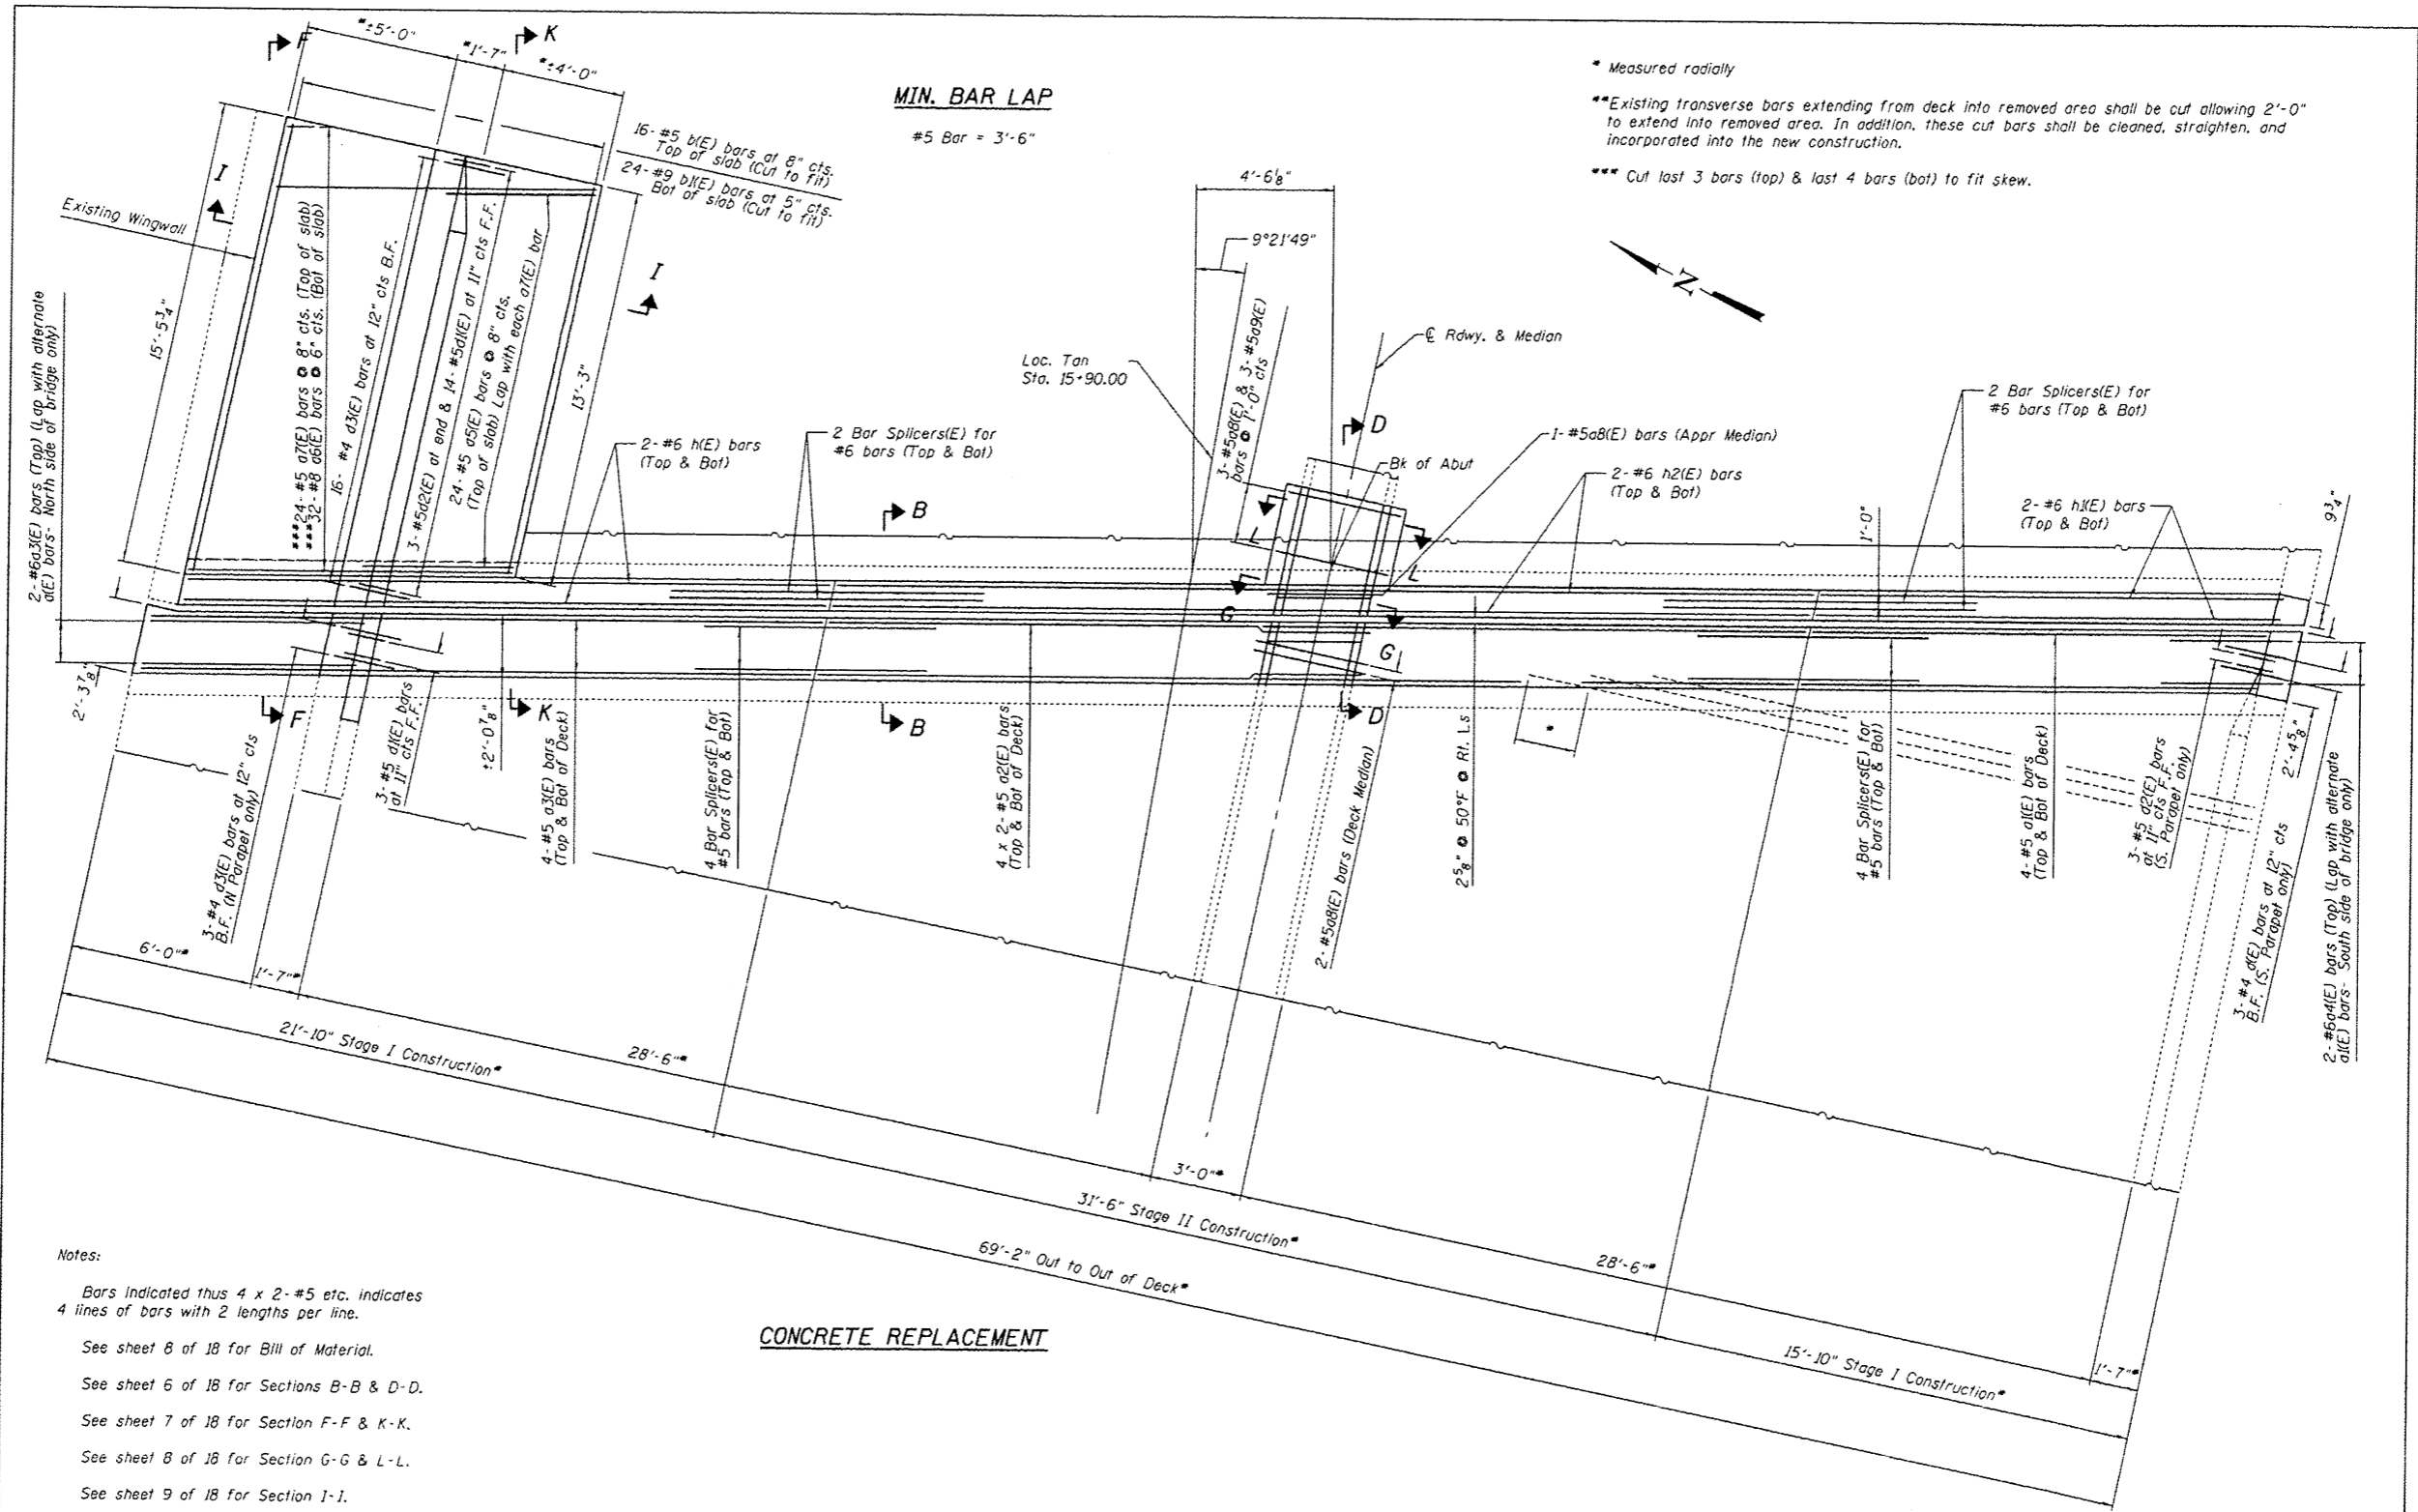 *±5'-0"
*1'-7"
*±4'-0"
F
K
MIN. BAR LAP
#5 Bar = 3'-6"
* Measured radially
**Existing transverse bars extending from deck into removed area shall be cut allowing 2'-0"
to extend into removed area. In addition, these cut bars shall be cleaned, straighten, and
incorporated into the new construction.
*** Cut last 3 bars (top) & last 4 bars (bot) to fit skew.
16- #5 b(E) bars at 8" cts.
Top of slab (Cut to fit)
24- #9 b1(E) bars at 5" cts.
Bot of slab (Cut to fit)
I
I
Existing Wingwall
15'-5 3/4"
13'-3"
2- #6a3(E) bars (Top) (Lap with alternate
a(E) bars- North side of bridge only)
***24- #5 a7(E) bars @ 8" cts. (Top of slab)
***32- #8 a6(E) bars @ 6" cts. (Bot of slab)
16- #4 d3(E) bars at 12" cts B.F.
3- #5d2(E) at end & 14- #5d1(E) at 11" cts F.F.
24- #5 a5(E) bars @ 8" cts.
(Top of slab) Lap with each a7(E) bar
2- #6 h(E) bars
(Top & Bot)
2 Bar Splicers(E) for
#6 bars (Top & Bot)
4'-6 1/8"
9°21'49"
N
Loc. Tan
Sta. 15+90.00
3- #5a8(E) & 3- #5a9(E)
bars @ 1'-0" cts
℄ Rdwy. & Median
D
Bk of Abut
1- #5a8(E) bars (Appr Median)
2- #6 h2(E) bars
(Top & Bot)
2 Bar Splicers(E) for
#6 bars (Top & Bot)
2- #6 h1(E) bars
(Top & Bot)
1'-0"
9 3/4"
B
L
L
G
G
2'-3 7/8"
F
K
B
D
±2'-0 7/8"
3- #4 d3(E) bars at 12" cts
B.F. (N Parapet only)
3- #5 d1(E) bars
at 11" cts F.F.
4- #5 a3(E) bars
(Top & Bot of Deck)
4 Bar Splicers(E) for
#5 bars (Top & Bot)
4 x 2- #5 a2(E) bars
(Top & Bot of Deck)
2- #5a8(E) bars (Deck Median)
2 5/8" @ 50°F @ Rt. Ls
*
4 Bar Splicers(E) for
#5 bars (Top & Bot)
4- #5 a1(E) bars
(Top & Bot of Deck)
3- #5 d2(E) bars
at 11" cts F.F.
(S. Parapet only)
2'-4 5/8"
3- #4 d(E) bars at 12" cts
B.F. (S. Parapet only)
2- #6a4(E) bars (Top) (Lap with alternate
a1(E) bars- South side of bridge only)
6'-0"*
1'-7"*
28'-6"*
3'-0"*
28'-6"*
1'-7"*
21'-10" Stage I Construction*
31'-6" Stage II Construction*
15'-10" Stage I Construction*
69'-2" Out to Out of Deck*
CONCRETE REPLACEMENT
Notes:
Bars indicated thus 4 x 2- #5 etc. indicates
4 lines of bars with 2 lengths per line.
See sheet 8 of 18 for Bill of Material.
See sheet 6 of 18 for Sections B-B & D-D.
See sheet 7 of 18 for Section F-F & K-K.
See sheet 8 of 18 for Section G-G & L-L.
See sheet 9 of 18 for Section I-I.